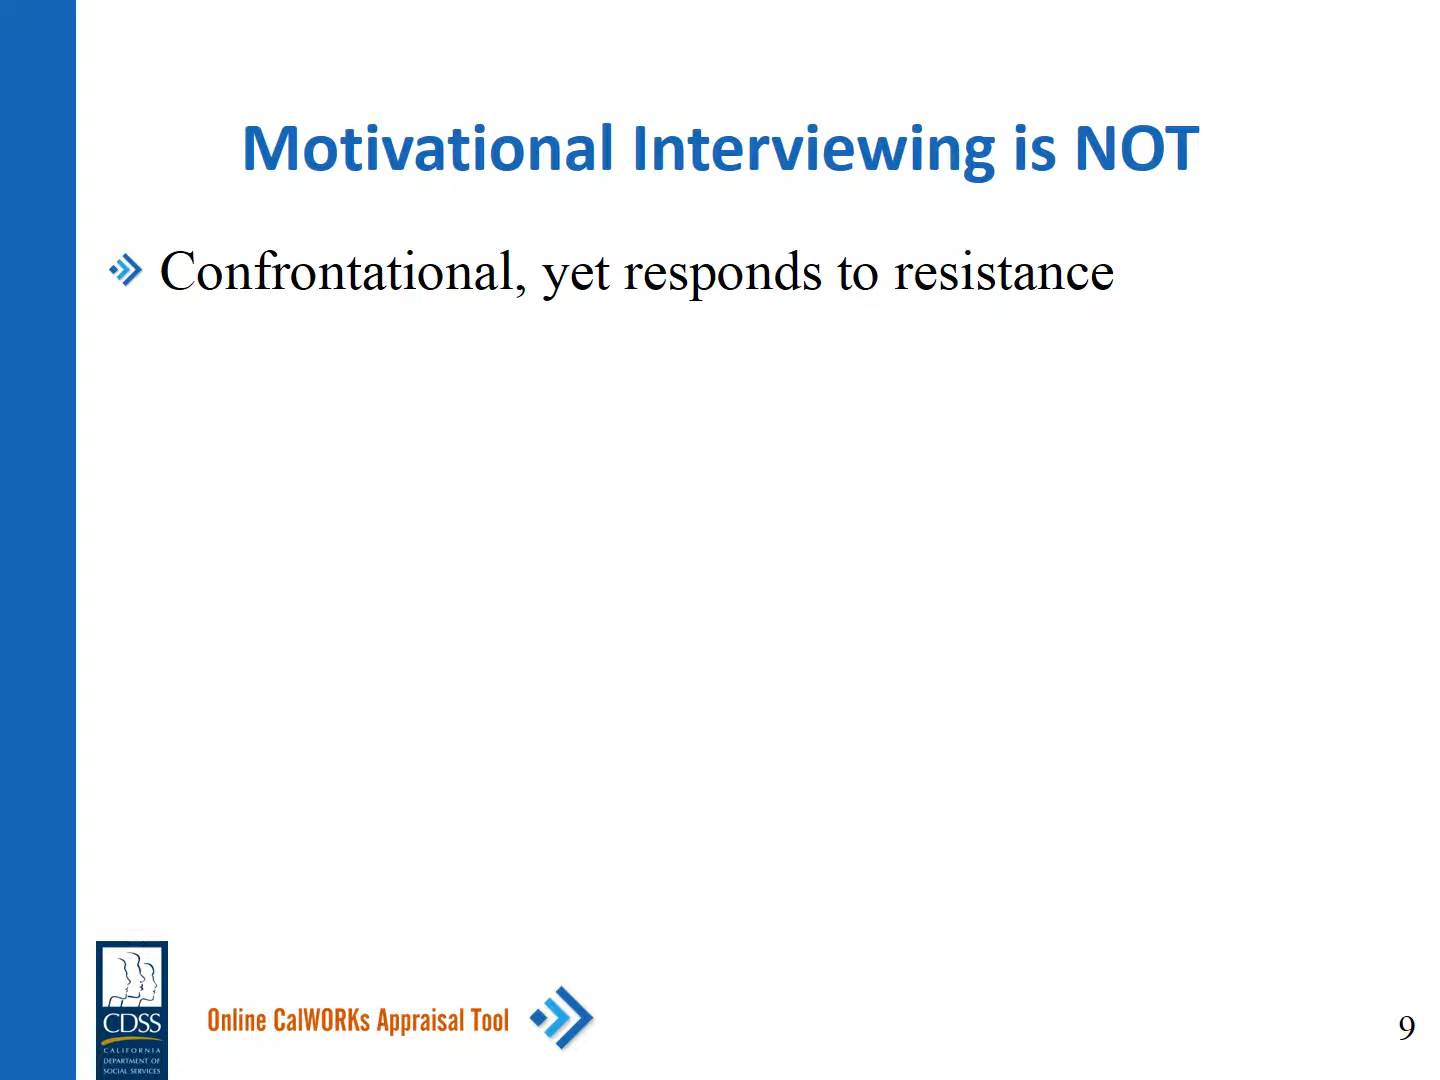 Motivational Interviewing is NOT
Confrontational, yet responds to resistance
CDSS
CALIFORNIA
DEPARTMENT OF
SOCIAL SERVICES
Online CalWORKs Appraisal Tool
9